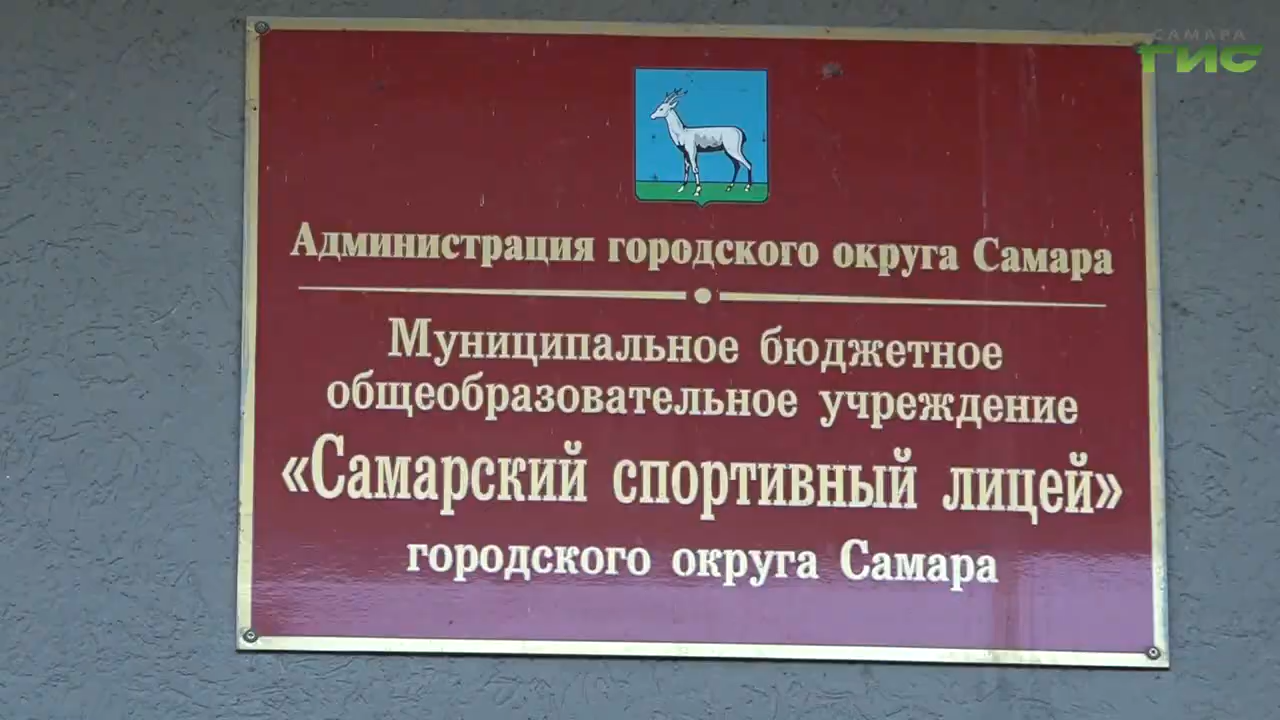 САМАРА
ГИС
Администрация городского округа Самара
Муниципальное бюджетное
общеобразовательное учреждение
«Самарский спортивный лицей»
городского округа Самара